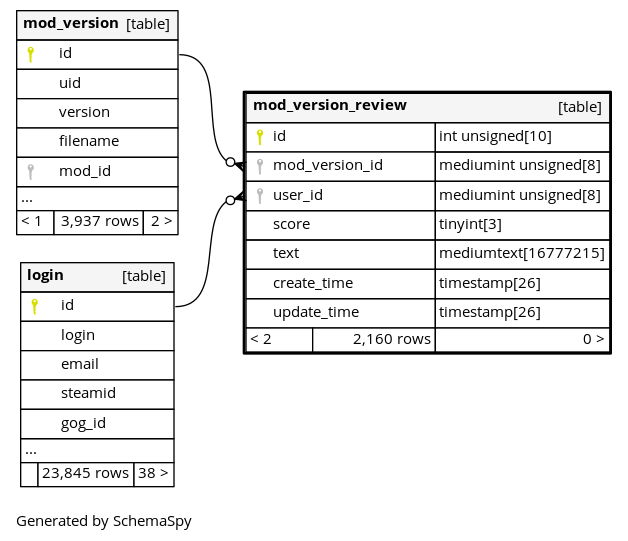 mod_version [table]
id
uid
version
filename
mod_id
...
< 1 3,937 rows 2 >
mod_version_review [table]
id int unsigned[10]
mod_version_id mediumint unsigned[8]
user_id mediumint unsigned[8]
score tinyint[3]
text mediumtext[16777215]
create_time timestamp[26]
update_time timestamp[26]
< 2 2,160 rows 0 >
login [table]
id
login
email
steamid
gog_id
...
23,845 rows 38 >
Generated by SchemaSpy